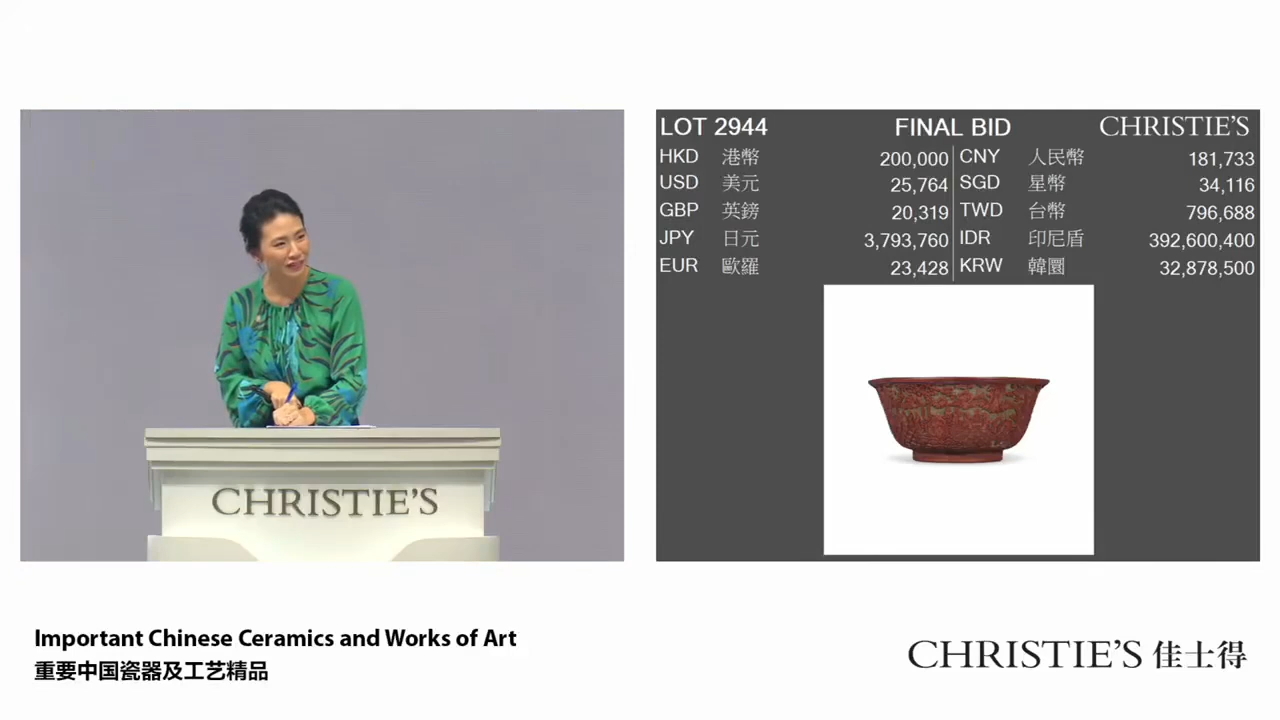 LOT 2944 FINAL BID CHRISTIE'S
HKD 港幣 200,000 CNY 人民幣 181,733
USD 美元 25,764 SGD 星幣 34,116
GBP 英鎊 20,319 TWD 台幣 796,688
JPY 日元 3,793,760 IDR 印尼盾 392,600,400
EUR 歐羅 23,428 KRW 韓圜 32,878,500
CHRISTIE'S
Important Chinese Ceramics and Works of Art
重要中国瓷器及工艺精品
CHRISTIE'S 佳士得